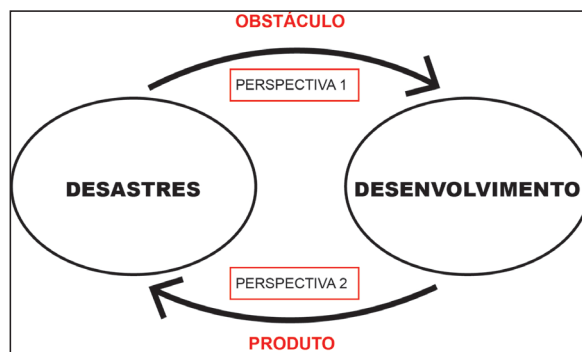 OBSTÁCULO
PERSPECTIVA 1
DESASTRES
DESENVOLVIMENTO
PERSPECTIVA 2
PRODUTO